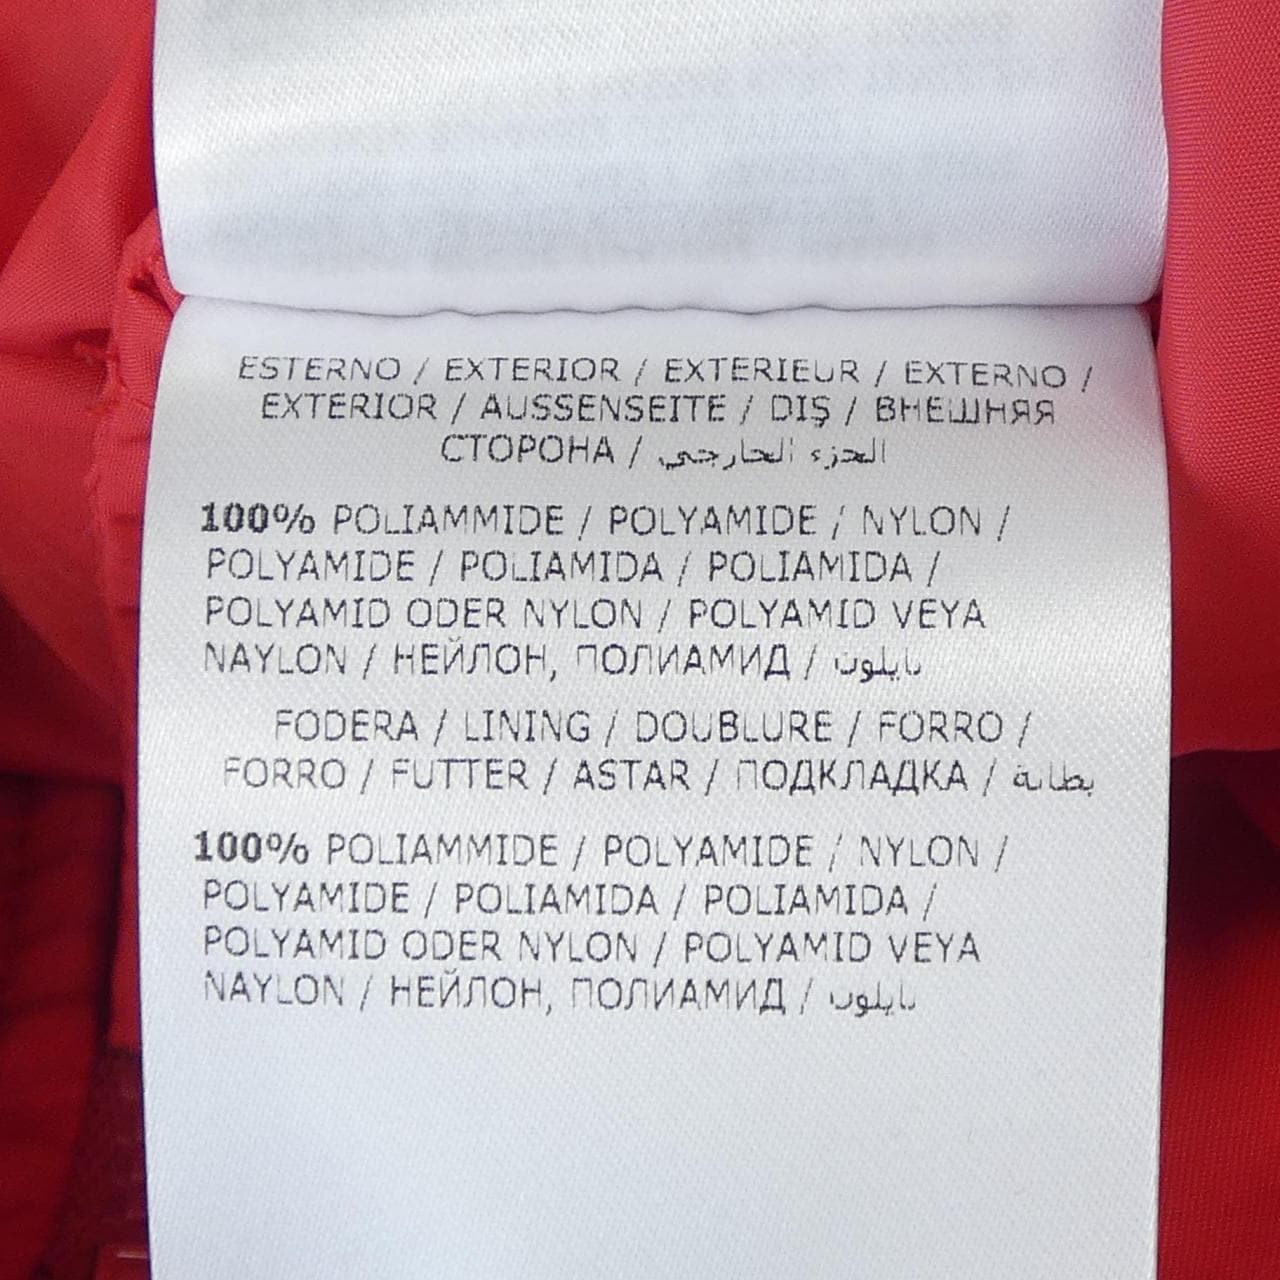 ESTERNO / EXTERIOR / EXTERIEUR / EXTERNO /
EXTERIOR / AUSSENSEITE / DIŞ / ВНЕШНЯЯ
СТОРОНА / الجزء الخارجي
100% POLIAMMIDE / POLYAMIDE / NYLON /
POLYAMIDE / POLIAMIDA / POLIAMIDA /
POLYAMID ODER NYLON / POLYAMID VEYA
NAYLON / НЕЙЛОН, ПОЛИАМИД / نايلون
FODERA / LINING / DOUBLURE / FORRO /
FORRO / FUTTER / ASTAR / ПОДКЛАДКА / بطانة
100% POLIAMMIDE / POLYAMIDE / NYLON /
POLYAMIDE / POLIAMIDA / POLIAMIDA /
POLYAMID ODER NYLON / POLYAMID VEYA
NAYLON / НЕЙЛОН, ПОЛИАМИД / نايلون